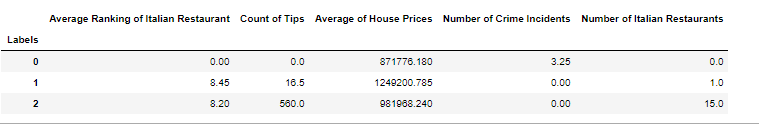 Average Ranking of Italian Restaurant Count of Tips Average of House Prices Number of Crime Incidents Number of Italian Restaurants
Labels
0 0.00 0.0 871776.180 3.25 0.0
1 8.45 16.5 1249200.785 0.00 1.0
2 8.20 560.0 981968.240 0.00 15.0